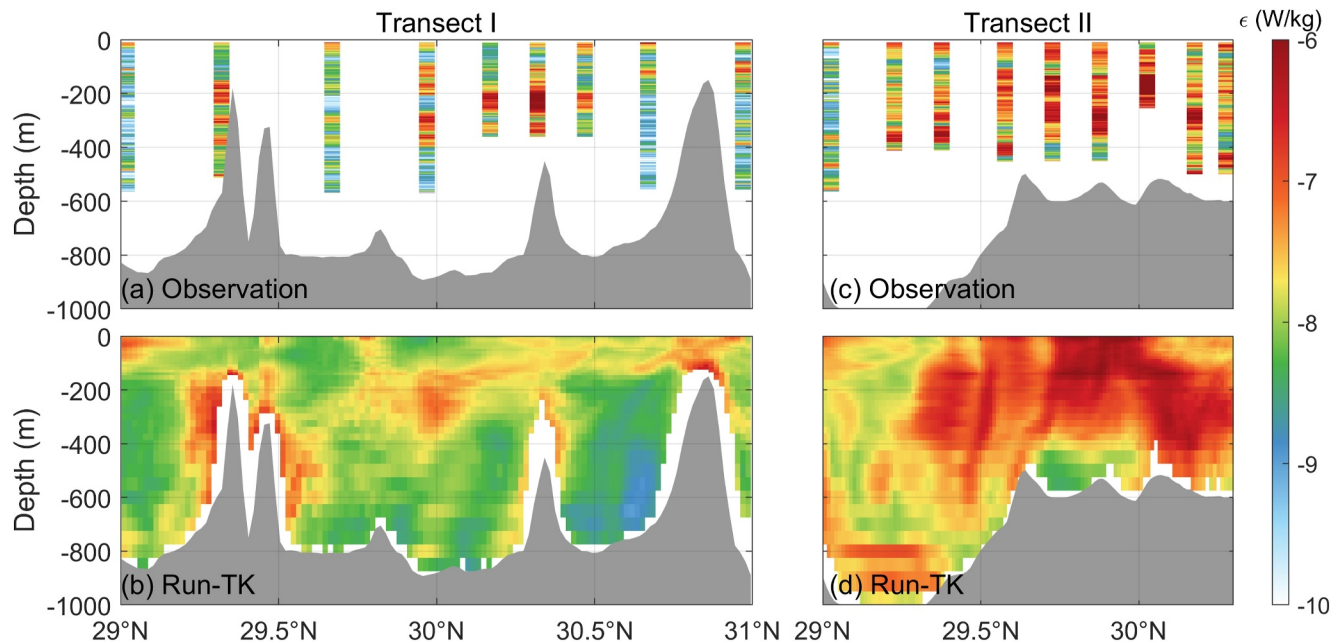 Transect I
Transect II
ϵ (W/kg)
0
-200
-400
-600
-800
-1000
Depth (m)
(a) Observation
(c) Observation
-6
-7
-8
-9
-10
0
-200
-400
-600
-800
-1000
Depth (m)
(b) Run-TK
(d) Run-TK
29°N 29.5°N 30°N 30.5°N 31°N 29°N 29.5°N 30°N